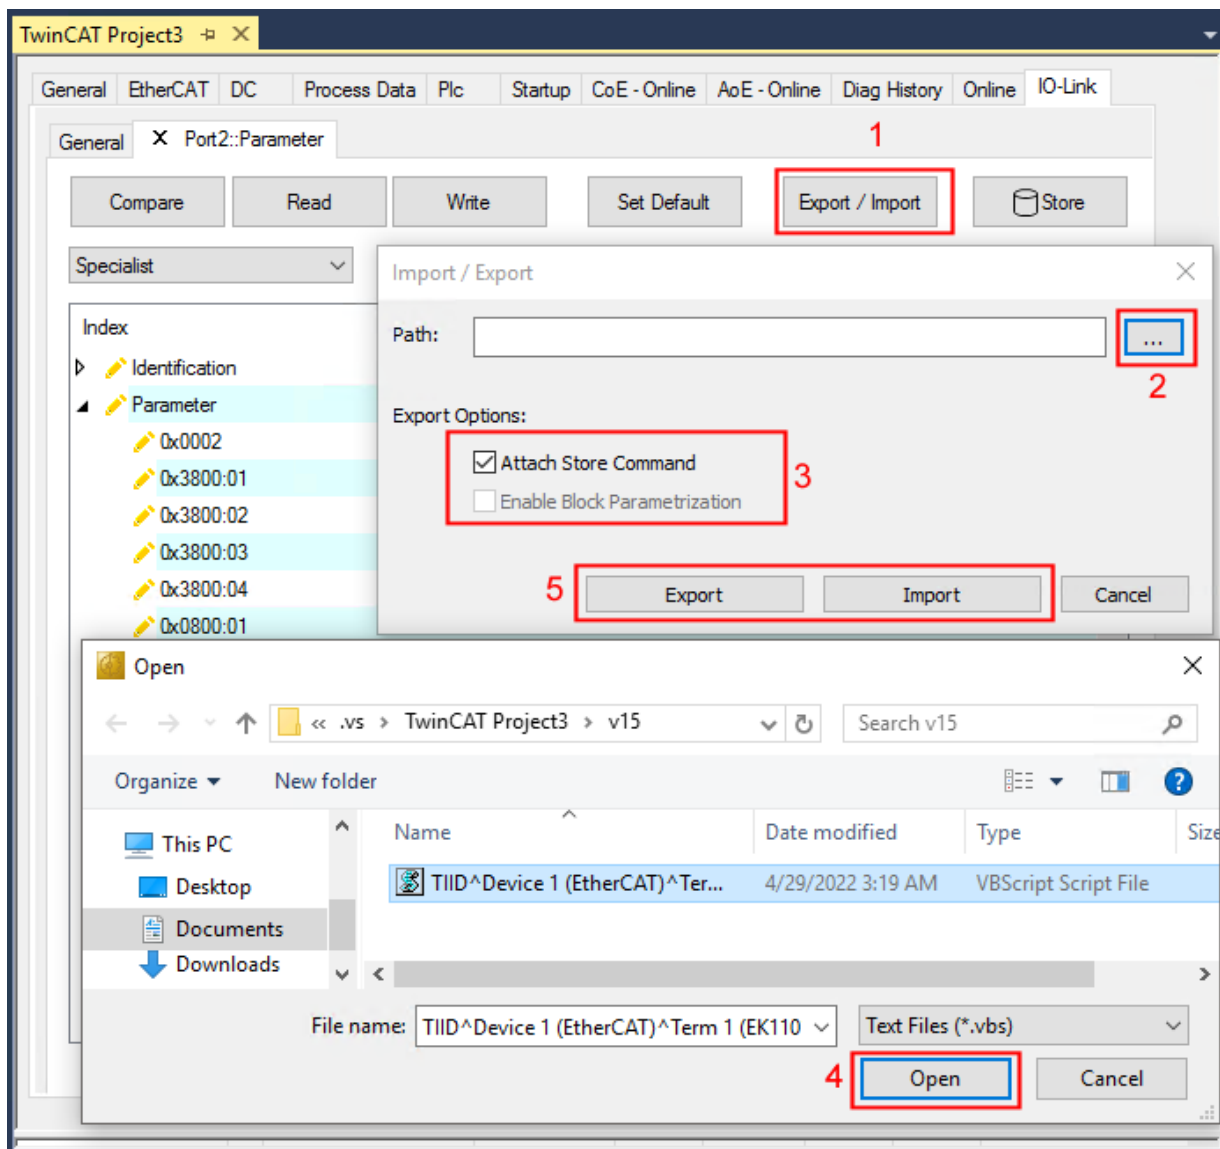 TwinCAT Project3
General EtherCAT DC Process Data Plc Startup CoE - Online AoE - Online Diag History Online IO-Link
General X Port2::Parameter
1
Compare Read Write Set Default Export / Import Store
Specialist
Import / Export
Index
Path:
...
2
Identification
Parameter
Export Options:
0x0002
Attach Store Command
3
0x3800:01
Enable Block Parametrization
0x3800:02
0x3800:03
0x3800:04
5
Export Import Cancel
0x0800:01
Open
« .vs > TwinCAT Project3 > v15
Search v15
Organize New folder
?
This PC
Desktop
Documents
Downloads
Name Date modified Type Size
TIID^Device 1 (EtherCAT)^Ter... 4/29/2022 3:19 AM VBScript Script File
File name: TIID^Device 1 (EtherCAT)^Term 1 (EK110 Text Files (*.vbs)
4
Open Cancel